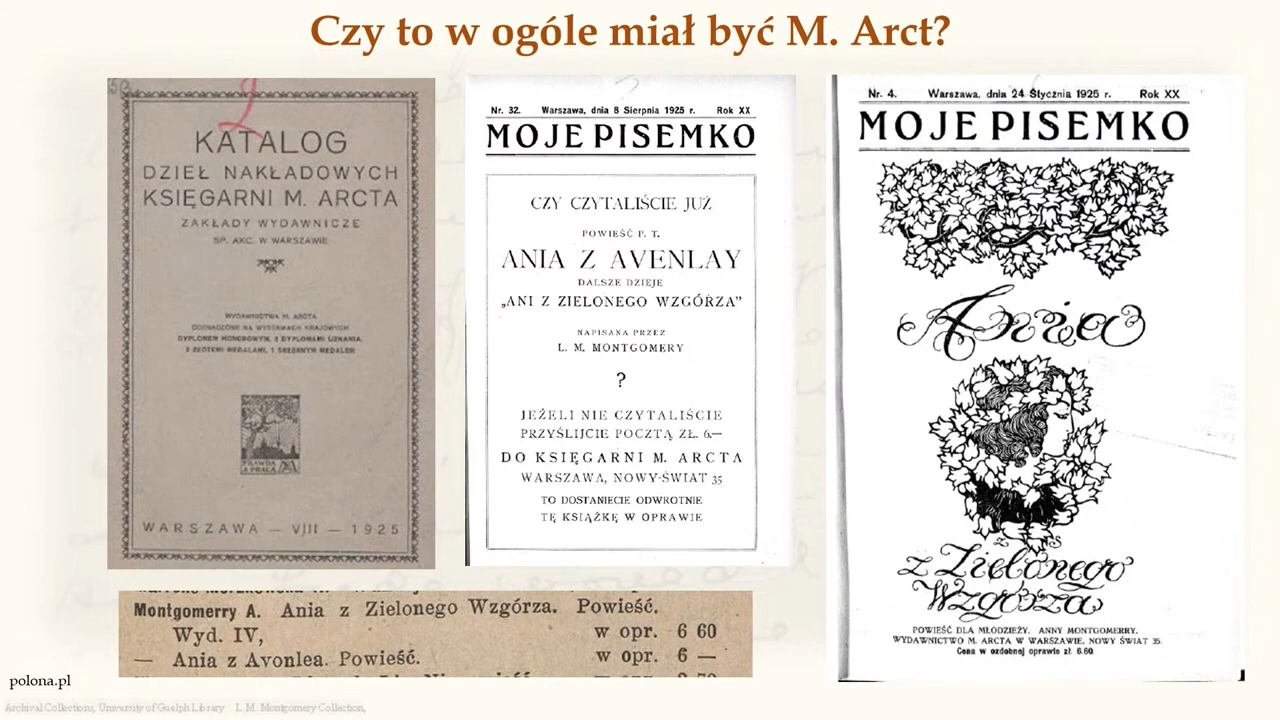 Czy to w ogóle miał być M. Arct?
KATALOG
DZIEŁ NAKŁADOWYCH
KSIĘGARNI M. ARCTA
ZAKŁADY WYDAWNICZE
SP. AKC. W WARSZAWIE
WYDAWNICTWA M. ARCTA
ODZNACZONE NA WYSTAWACH KRAJOWYCH
DYPLOMEM HONOROWYM, 2 DYPLOMAMI UZNANIA,
2 ZŁOTEMI MEDALAMI, 1 SREBRNYM MEDALEM
PRAWDA
A PRACA
WARSZAWA — VIII — 1925
Nr. 32. Warszawa, dnia 8 Sierpnia 1925 r. Rok XX
MOJE PISEMKO
CZY CZYTALIŚCIE JUŻ
POWIEŚĆ P. T.
ANIA Z AVENLAY
DALSZE DZIEJE
„ANI Z ZIELONEGO WZGÓRZA”
NAPISANA PRZEZ
L. M. MONTGOMERY
?
JEŻELI NIE CZYTALIŚCIE
PRZYŚLIJCIE POCZTĄ ZŁ. 6.—
DO KSIĘGARNI M. ARCTA
WARSZAWA, NOWY-ŚWIAT 35
TO DOSTANIECIE ODWROTNIE
TĘ KSIĄŻKĘ W OPRAWIE
Nr. 4. Warszawa, dnia 24 Stycznia 1925 r. Rok XX
MOJE PISEMKO
Ania
z Zielonego
Wzgórza
POWIEŚĆ DLA MŁODZIEŻY. ANNY MONTGOMERRY.
WYDAWNICTWO M. ARCTA W WARSZAWIE, NOWY ŚWIAT 35.
Cena w ozdobnej oprawie zł. 6.60.
Montgomerry A. Ania z Zielonego Wzgórza. Powieść.
Wyd. IV, w opr. 6 60
— Ania z Avonlea. Powieść. w opr. 6 —
polona.pl
Archival Collections, University of Guelph Library L.M. Montgomery Collection,